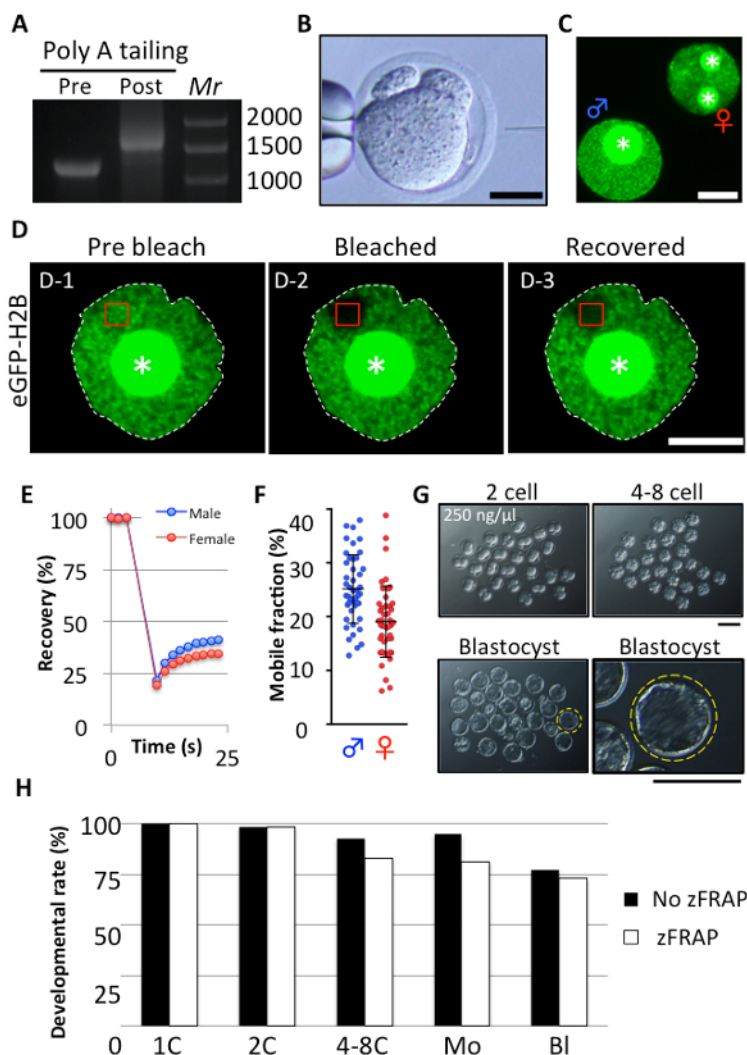 A
Poly A tailing
Pre Post Mr
2000
1500
1000
B
C
♂
♀
*
*
*
D
Pre bleach Bleached Recovered
eGFP-H2B
D-1 D-2 D-3
* * *
E
Recovery (%)
100
75
50
25
0
Male
Female
0 Time (s) 25
F
Mobile fraction (%)
40
30
20
10
0
♂ ♀
G
2 cell 4-8 cell
250 ng/μl
Blastocyst Blastocyst
H
Developmental rate (%)
100
75
50
25
0
1C 2C 4-8C Mo Bl
No zFRAP
zFRAP